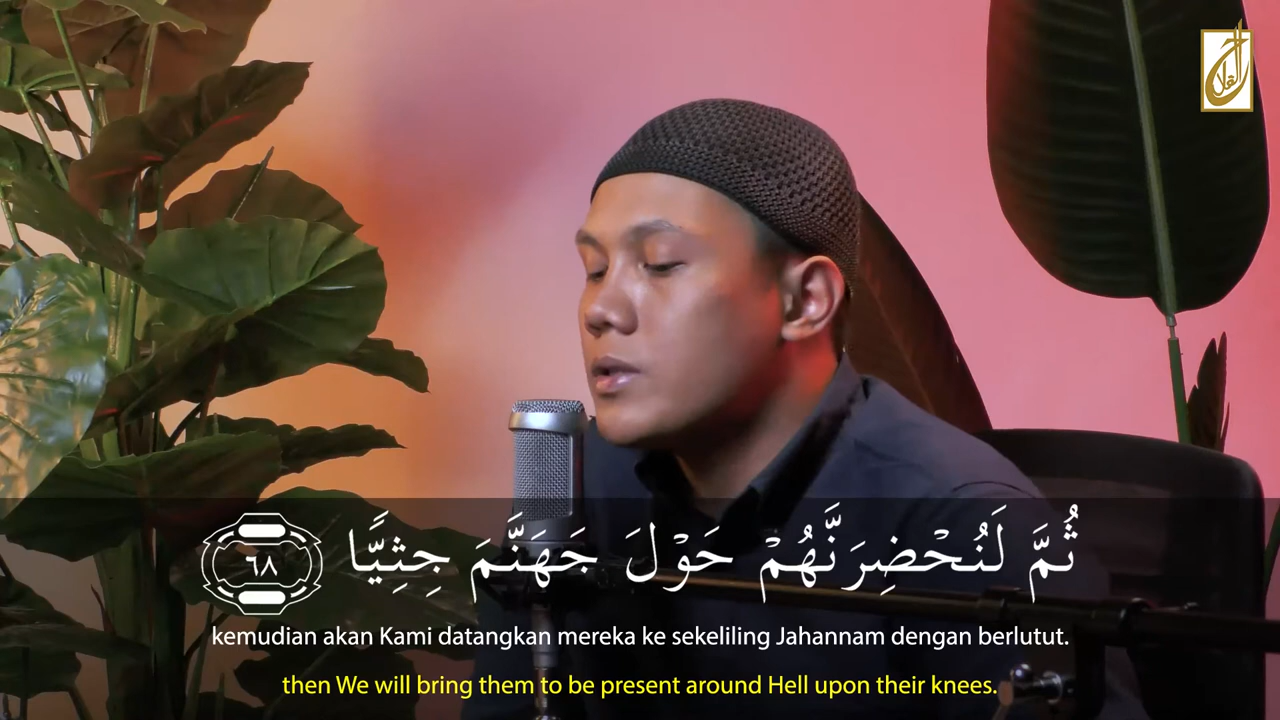 ثُمَّ لَنُحْضِرَنَّهُمْ حَوْلَ جَهَنَّمَ جِثِيًّا ٦٨
kemudian akan Kami datangkan mereka ke sekeliling Jahannam dengan berlutut.
then We will bring them to be present around Hell upon their knees.